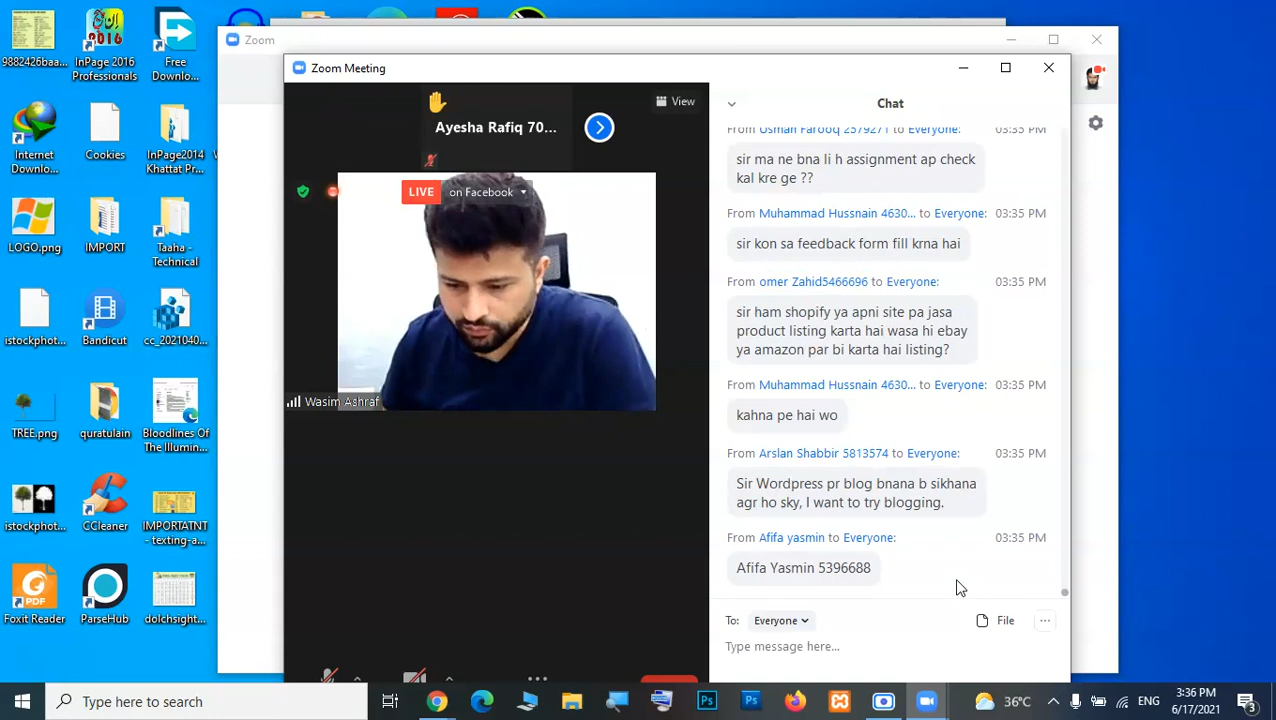 9882426baa...
InPage 2016
Professionals
Free
Downlo...
Internet
Downlo...
Cookies
InPage2014
Khattat Pr...
LOGO.png
IMPORT
Taaha -
Technical
istockphot...
Bandicut
cc_2021040...
TREE.png
quratulain
Bloodlines Of
The Illumin...
istockphot...
CCleaner
IMPORTATNT
- texting-a...
Foxit Reader
PDF
ParseHub
dolchsight...
Zoom
Zoom Meeting
Ayesha Rafiq 70...
View
LIVE on Facebook
Wasim Ashraf
Chat
From Usman Farooq 2579271 to Everyone:
sir ma ne bna li h assignment ap check
kal kre ge ??
From Muhammad Hussnain 4630... to Everyone: 03:35 PM
sir kon sa feedback form fill krna hai
From omer Zahid5466696 to Everyone: 03:35 PM
sir ham shopify ya apni site pa jasa
product listing karta hai wasa hi ebay
ya amazon par bi karta hai listing?
From Muhammad Hussnain 4630... to Everyone: 03:35 PM
kahna pe hai wo
From Arslan Shabbir 5813574 to Everyone: 03:35 PM
Sir Wordpress pr blog bnana b sikhana
agr ho sky, I want to try blogging.
From Afifa yasmin to Everyone: 03:35 PM
Afifa Yasmin 5396688
To: Everyone File
Type message here...
Type here to search
Ps
Ps
36°C
ENG
3:36 PM
6/17/2021
3